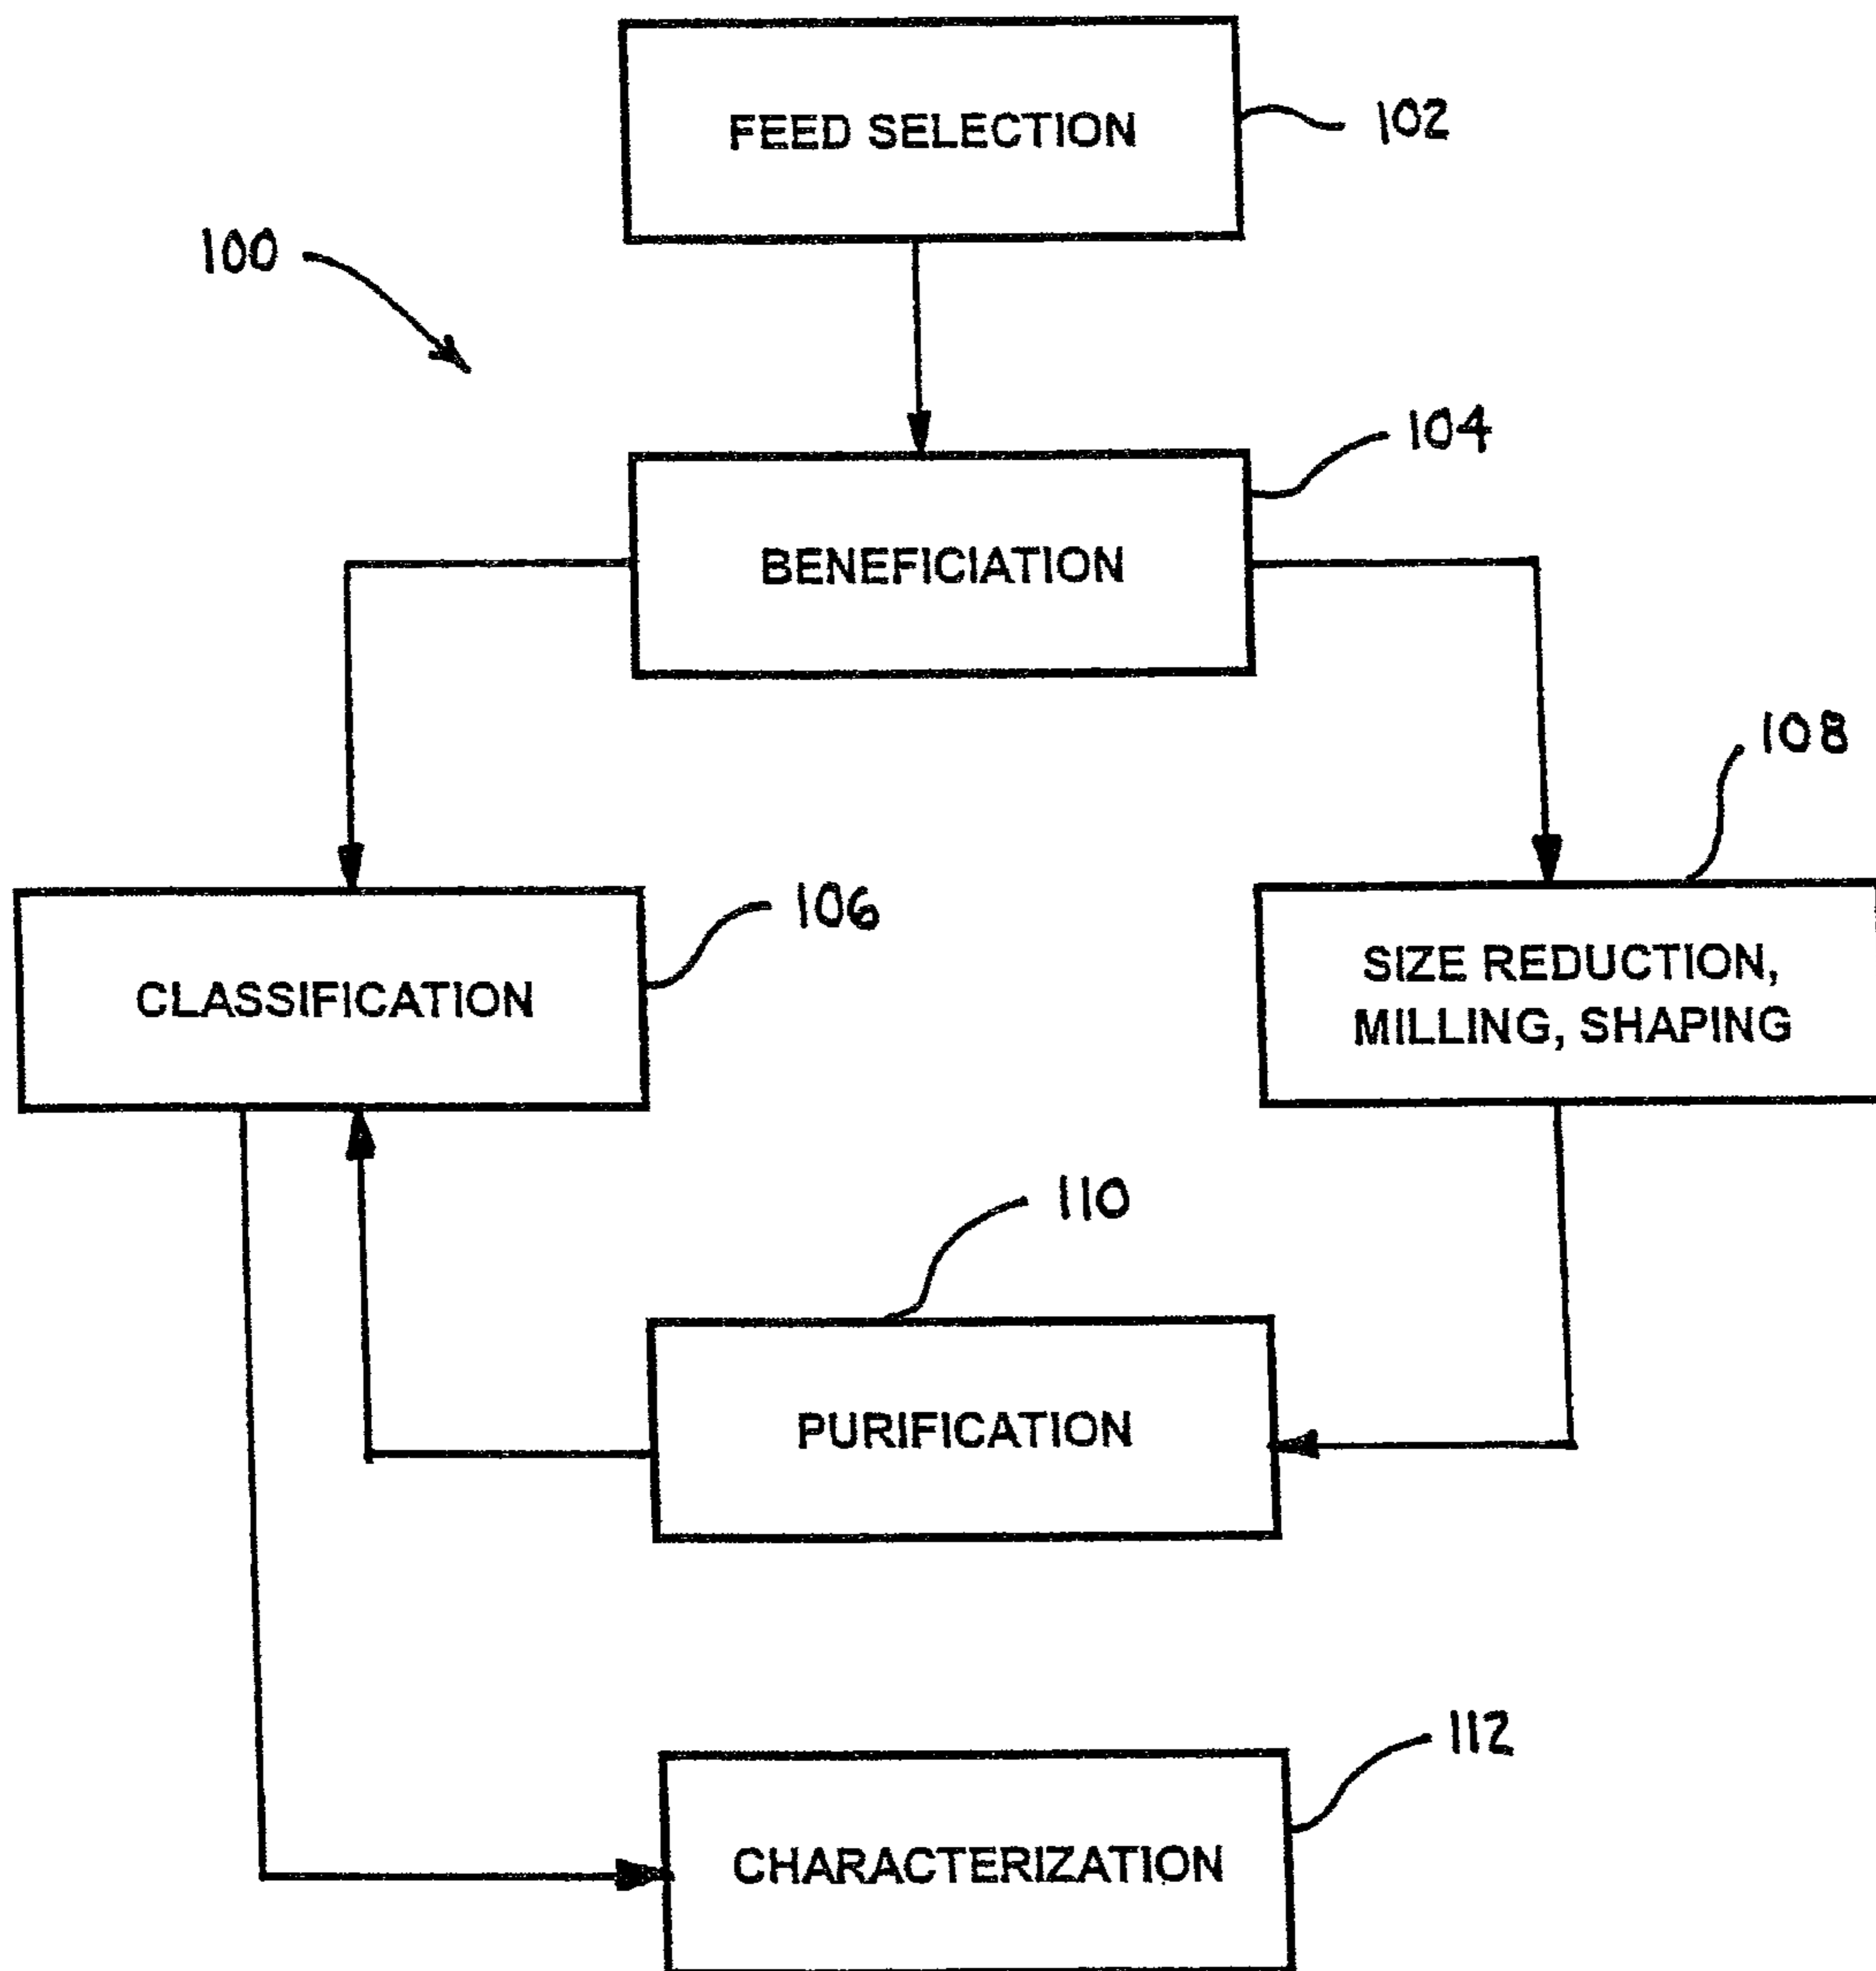 FEED SELECTION
102
100
104
BENEFICIATION
108
106
CLASSIFICATION
SIZE REDUCTION,
MILLING, SHAPING
110
PURIFICATION
112
CHARACTERIZATION